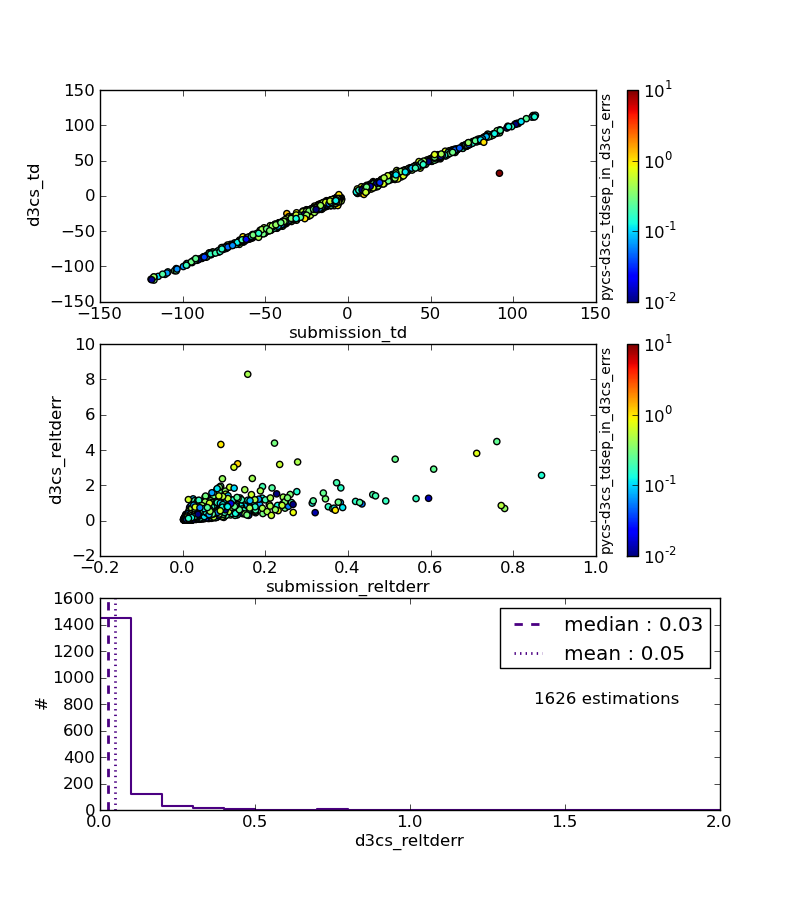 150
100
50
0
−50
−100
−150
d3cs_td
−150 −100 −50 0 50 100 150
submission_td
10^1
10^0
10^-1
10^-2
pycs-d3cs_tdsep_in_d3cs_errs
10
8
6
4
2
0
−2
d3cs_reltderr
−0.2 0.0 0.2 0.4 0.6 0.8 1.0
submission_reltderr
10^1
10^0
10^-1
10^-2
pycs-d3cs_tdsep_in_d3cs_errs
1600
1400
1200
1000
800
600
400
200
0
#
median : 0.03
mean : 0.05
1626 estimations
0.0 0.5 1.0 1.5 2.0
d3cs_reltderr